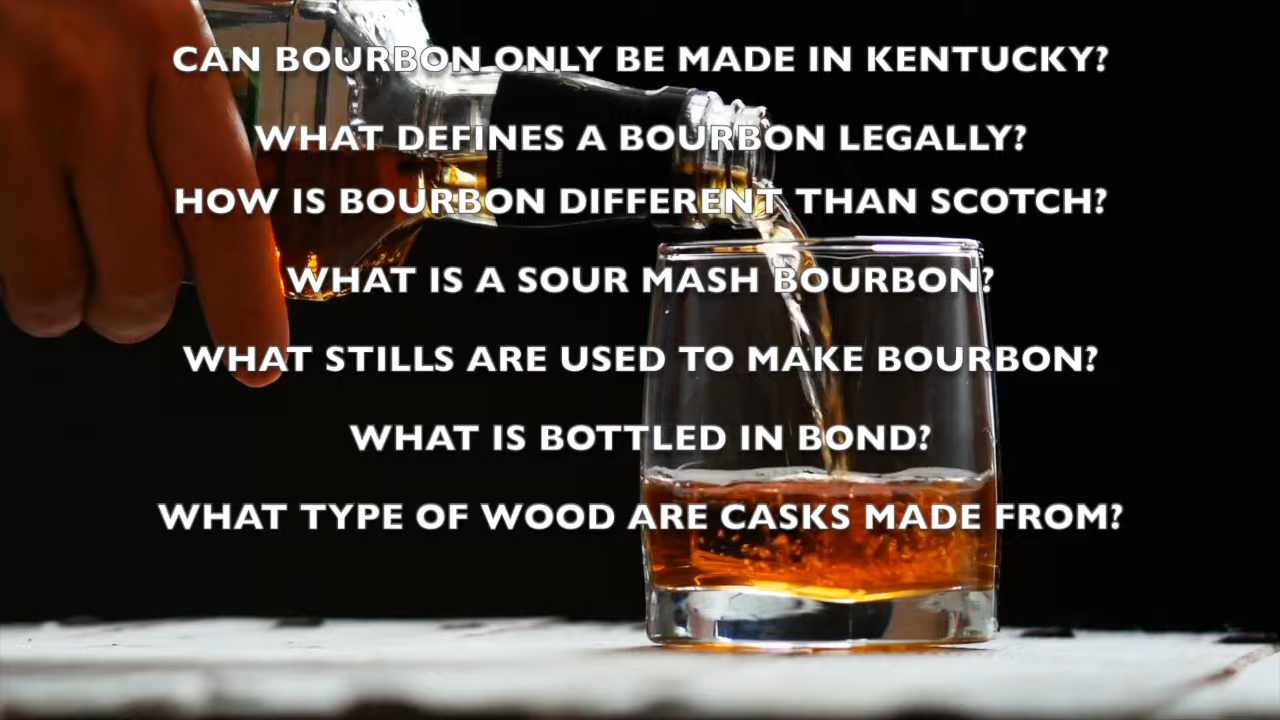 CAN BOURBON ONLY BE MADE IN KENTUCKY?
WHAT DEFINES A BOURBON LEGALLY?
HOW IS BOURBON DIFFERENT THAN SCOTCH?
WHAT IS A SOUR MASH BOURBON?
WHAT STILLS ARE USED TO MAKE BOURBON?
WHAT IS BOTTLED IN BOND?
WHAT TYPE OF WOOD ARE CASKS MADE FROM?